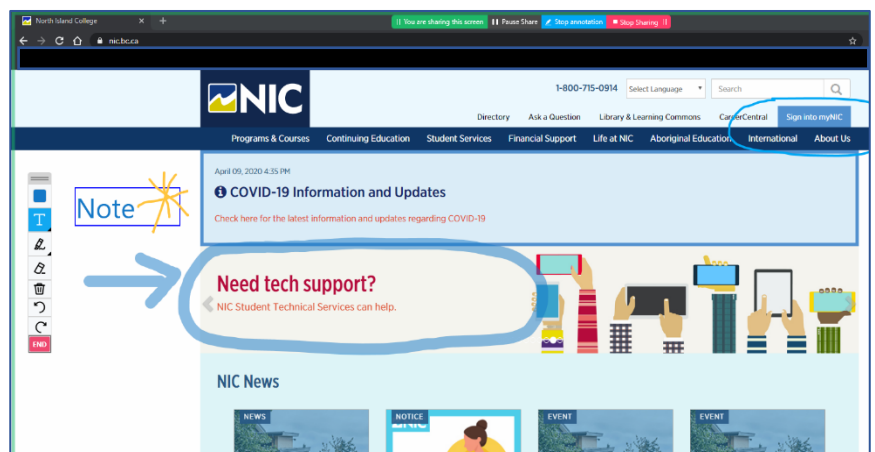 North Island College
You are sharing this screen Pause Share Stop annotation Stop Sharing
nic.bc.ca
NIC
1-800-715-0914 Select Language Search
Directory Ask a Question Library & Learning Commons CareerCentral Sign into myNIC
Programs & Courses Continuing Education Student Services Financial Support Life at NIC Aboriginal Education International About Us
April 09, 2020 4:35 PM
COVID-19 Information and Updates
Check here for the latest information and updates regarding COVID-19
T
Note
END
Need tech support?
NIC Student Technical Services can help.
NIC News
NEWS NOTICE EVENT EVENT